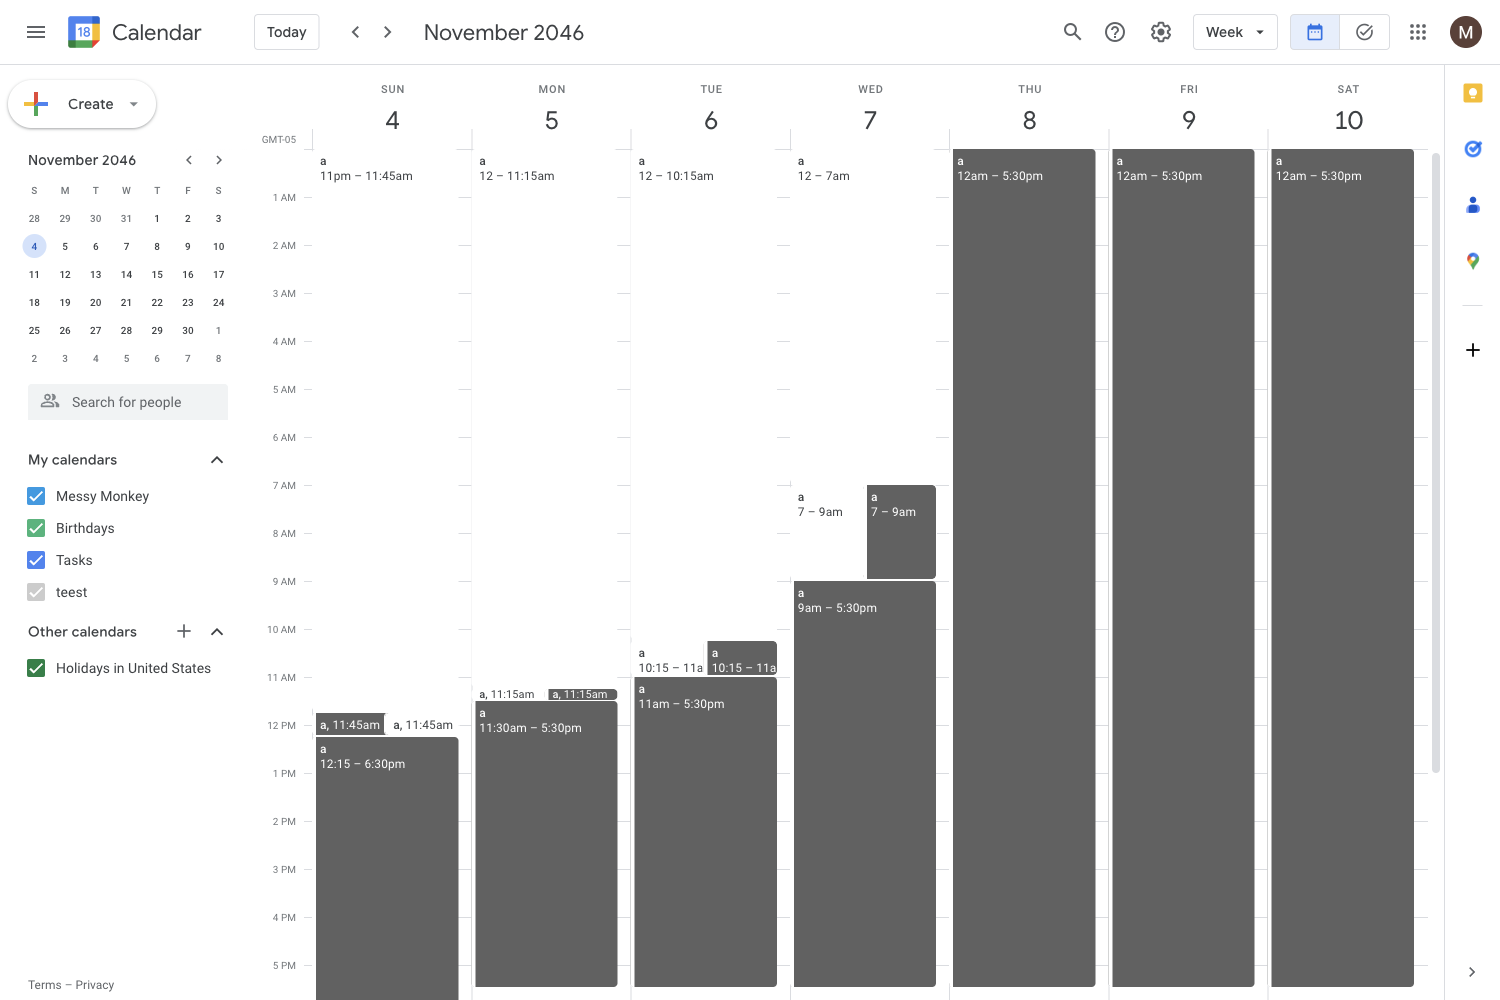 18 Calendar Today November 2046 Week M
Create
November 2046
S M T W T F S
28 29 30 31 1 2 3
4 5 6 7 8 9 10
11 12 13 14 15 16 17
18 19 20 21 22 23 24
25 26 27 28 29 30 1
2 3 4 5 6 7 8
Search for people
My calendars
Messy Monkey
Birthdays
Tasks
teest
Other calendars
Holidays in United States
Terms – Privacy
SUN MON TUE WED THU FRI SAT
4 5 6 7 8 9 10
GMT-05
a a a a a a a
11pm – 11:45am 12 – 11:15am 12 – 10:15am 12 – 7am 12am – 5:30pm 12am – 5:30pm 12am – 5:30pm
1 AM
2 AM
3 AM
4 AM
5 AM
6 AM
7 AM
a a
7 – 9am 7 – 9am
8 AM
9 AM
a
9am – 5:30pm
10 AM
a a
10:15 – 11a 10:15 – 11a
11 AM
a
a, 11:15am a, 11:15am
11am – 5:30pm
a
12 PM a, 11:45am a, 11:45am 11:30am – 5:30pm
a
12:15 – 6:30pm
1 PM
2 PM
3 PM
4 PM
5 PM